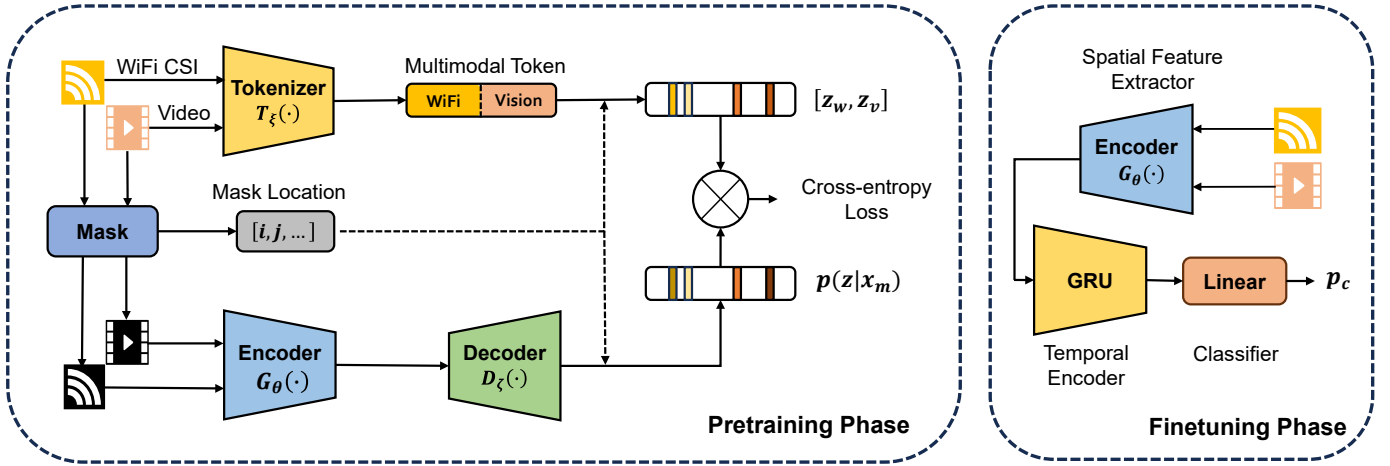 WiFi CSI
Video
Tokenizer
T_ξ(·)
Multimodal Token
WiFi
Vision
[z_w, z_v]
Mask
Mask Location
[i, j, ...]
Cross-entropy
Loss
p(z|x_m)
Encoder
G_θ(·)
Decoder
D_ζ(·)
Pretraining Phase
Spatial Feature
Extractor
Encoder
G_θ(·)
GRU
Linear
p_c
Temporal
Encoder
Classifier
Finetuning Phase